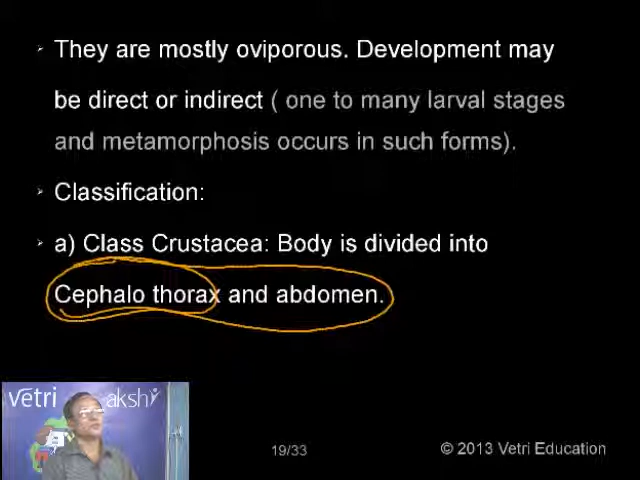 They are mostly oviporous. Development may
be direct or indirect ( one to many larval stages
and metamorphosis occurs in such forms).
Classification:
a) Class Crustacea: Body is divided into
Cephalo thorax and abdomen.
vetri akshi
19/33
© 2013 Vetri Education